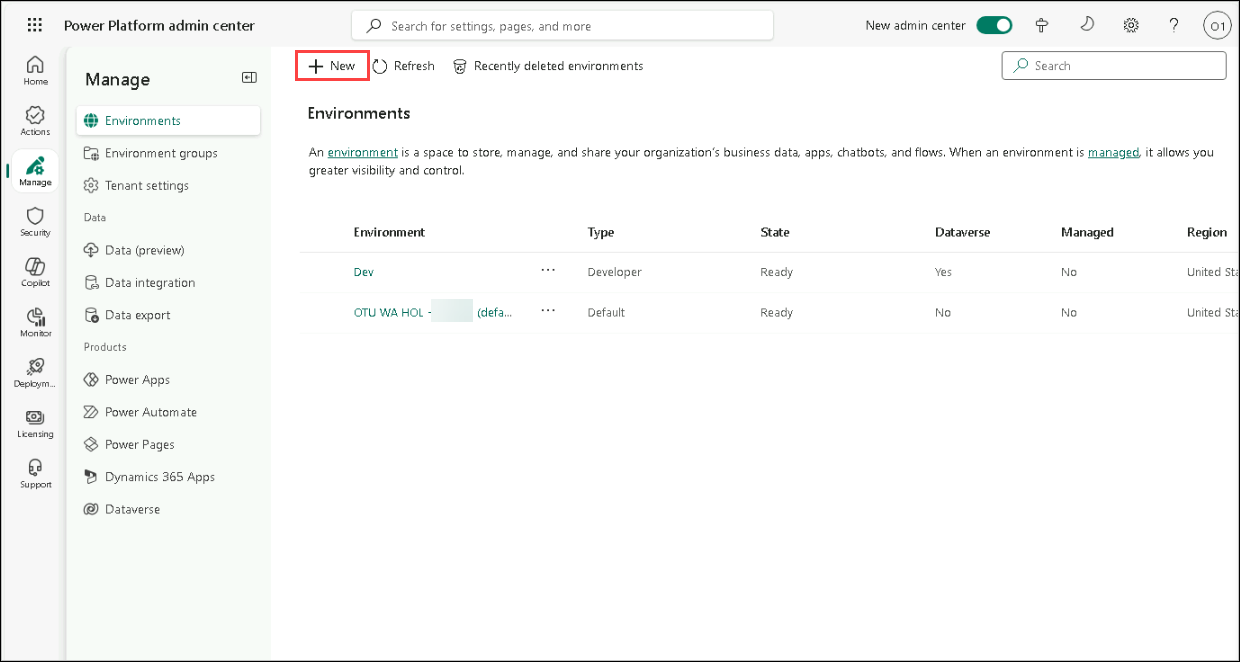 Power Platform admin center
Search for settings, pages, and more
New admin center
O1
Home
Actions
Manage
Security
Copilot
Monitor
Deploym...
Licensing
Support
Manage
Environments
Environment groups
Tenant settings
Data
Data (preview)
Data integration
Data export
Products
Power Apps
Power Automate
Power Pages
Dynamics 365 Apps
Dataverse
New
Refresh
Recently deleted environments
Search
Environments
An environment is a space to store, manage, and share your organization's business data, apps, chatbots, and flows. When an environment is managed, it allows you
greater visibility and control.
Environment Type State Dataverse Managed Region
Dev ... Developer Ready Yes No United Sta
OTU WA HOL - (defa... ... Default Ready No No United Sta